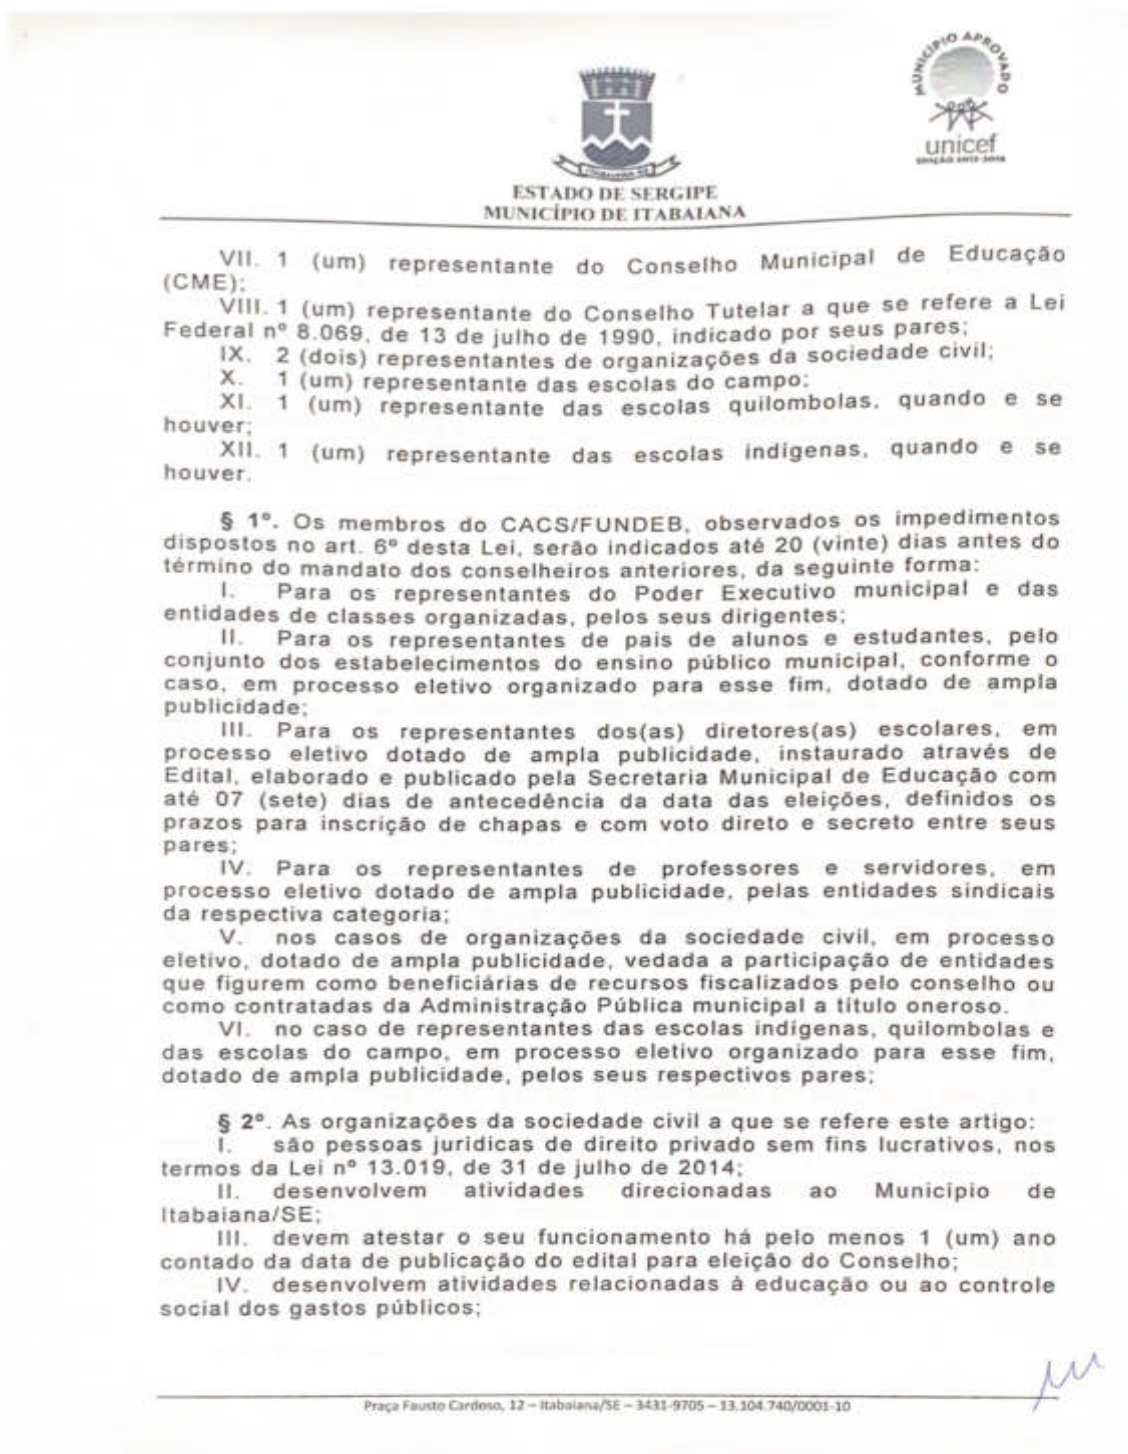 MUNICÍPIO APROVADO
unicef
EDIÇÃO 2013-2016
ESTADO DE SERGIPE
MUNICÍPIO DE ITABAIANA
VII. 1 (um) representante do Conselho Municipal de Educação
(CME);
VIII. 1 (um) representante do Conselho Tutelar a que se refere a Lei
Federal nº 8.069, de 13 de julho de 1990, indicado por seus pares;
IX. 2 (dois) representantes de organizações da sociedade civil;
X. 1 (um) representante das escolas do campo;
XI. 1 (um) representante das escolas quilombolas, quando e se
houver;
XII. 1 (um) representante das escolas indígenas, quando e se
houver.
§ 1º. Os membros do CACS/FUNDEB, observados os impedimentos
dispostos no art. 6º desta Lei, serão indicados até 20 (vinte) dias antes do
término do mandato dos conselheiros anteriores, da seguinte forma:
I. Para os representantes do Poder Executivo municipal e das
entidades de classes organizadas, pelos seus dirigentes;
II. Para os representantes de pais de alunos e estudantes, pelo
conjunto dos estabelecimentos do ensino público municipal, conforme o
caso, em processo eletivo organizado para esse fim, dotado de ampla
publicidade;
III. Para os representantes dos(as) diretores(as) escolares, em
processo eletivo dotado de ampla publicidade, instaurado através de
Edital, elaborado e publicado pela Secretaria Municipal de Educação com
até 07 (sete) dias de antecedência da data das eleições, definidos os
prazos para inscrição de chapas e com voto direto e secreto entre seus
pares;
IV. Para os representantes de professores e servidores, em
processo eletivo dotado de ampla publicidade, pelas entidades sindicais
da respectiva categoria;
V. nos casos de organizações da sociedade civil, em processo
eletivo, dotado de ampla publicidade, vedada a participação de entidades
que figurem como beneficiárias de recursos fiscalizados pelo conselho ou
como contratadas da Administração Pública municipal a título oneroso.
VI. no caso de representantes das escolas indígenas, quilombolas e
das escolas do campo, em processo eletivo organizado para esse fim,
dotado de ampla publicidade, pelos seus respectivos pares;
§ 2º. As organizações da sociedade civil a que se refere este artigo:
I. são pessoas jurídicas de direito privado sem fins lucrativos, nos
termos da Lei nº 13.019, de 31 de julho de 2014;
II. desenvolvem atividades direcionadas ao Município de
Itabaiana/SE;
III. devem atestar o seu funcionamento há pelo menos 1 (um) ano
contado da data de publicação do edital para eleição do Conselho;
IV. desenvolvem atividades relacionadas à educação ou ao controle
social dos gastos públicos;
Praça Fausto Cardoso, 12 – Itabaiana/SE – 3431-9705 – 13.104.740/0001-10